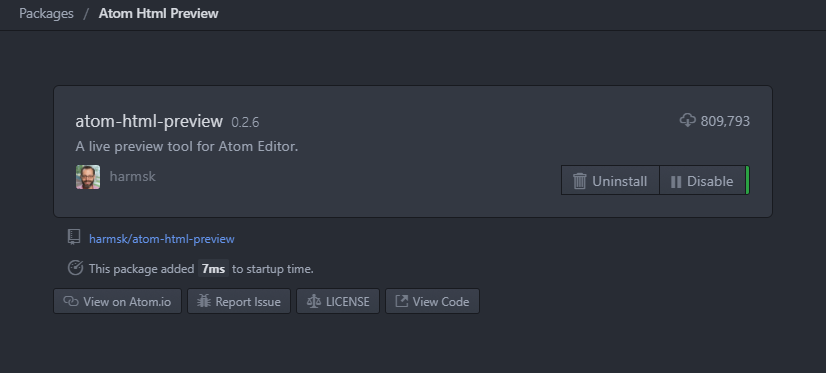 Packages / Atom Html Preview
atom-html-preview 0.2.6 809,793
A live preview tool for Atom Editor.
harmsk Uninstall Disable
harmsk/atom-html-preview
This package added 7ms to startup time.
View on Atom.io Report Issue LICENSE View Code